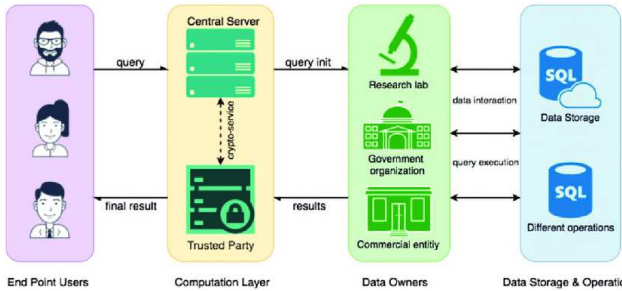 Central Server
query
query init
SQL
Research lab
data interaction
Data Storage
crypto-service
Government
organization
query execution
SQL
final result
results
Trusted Party
Commercial entitiy
Different operations
End Point Users
Computation Layer
Data Owners
Data Storage & Operatio